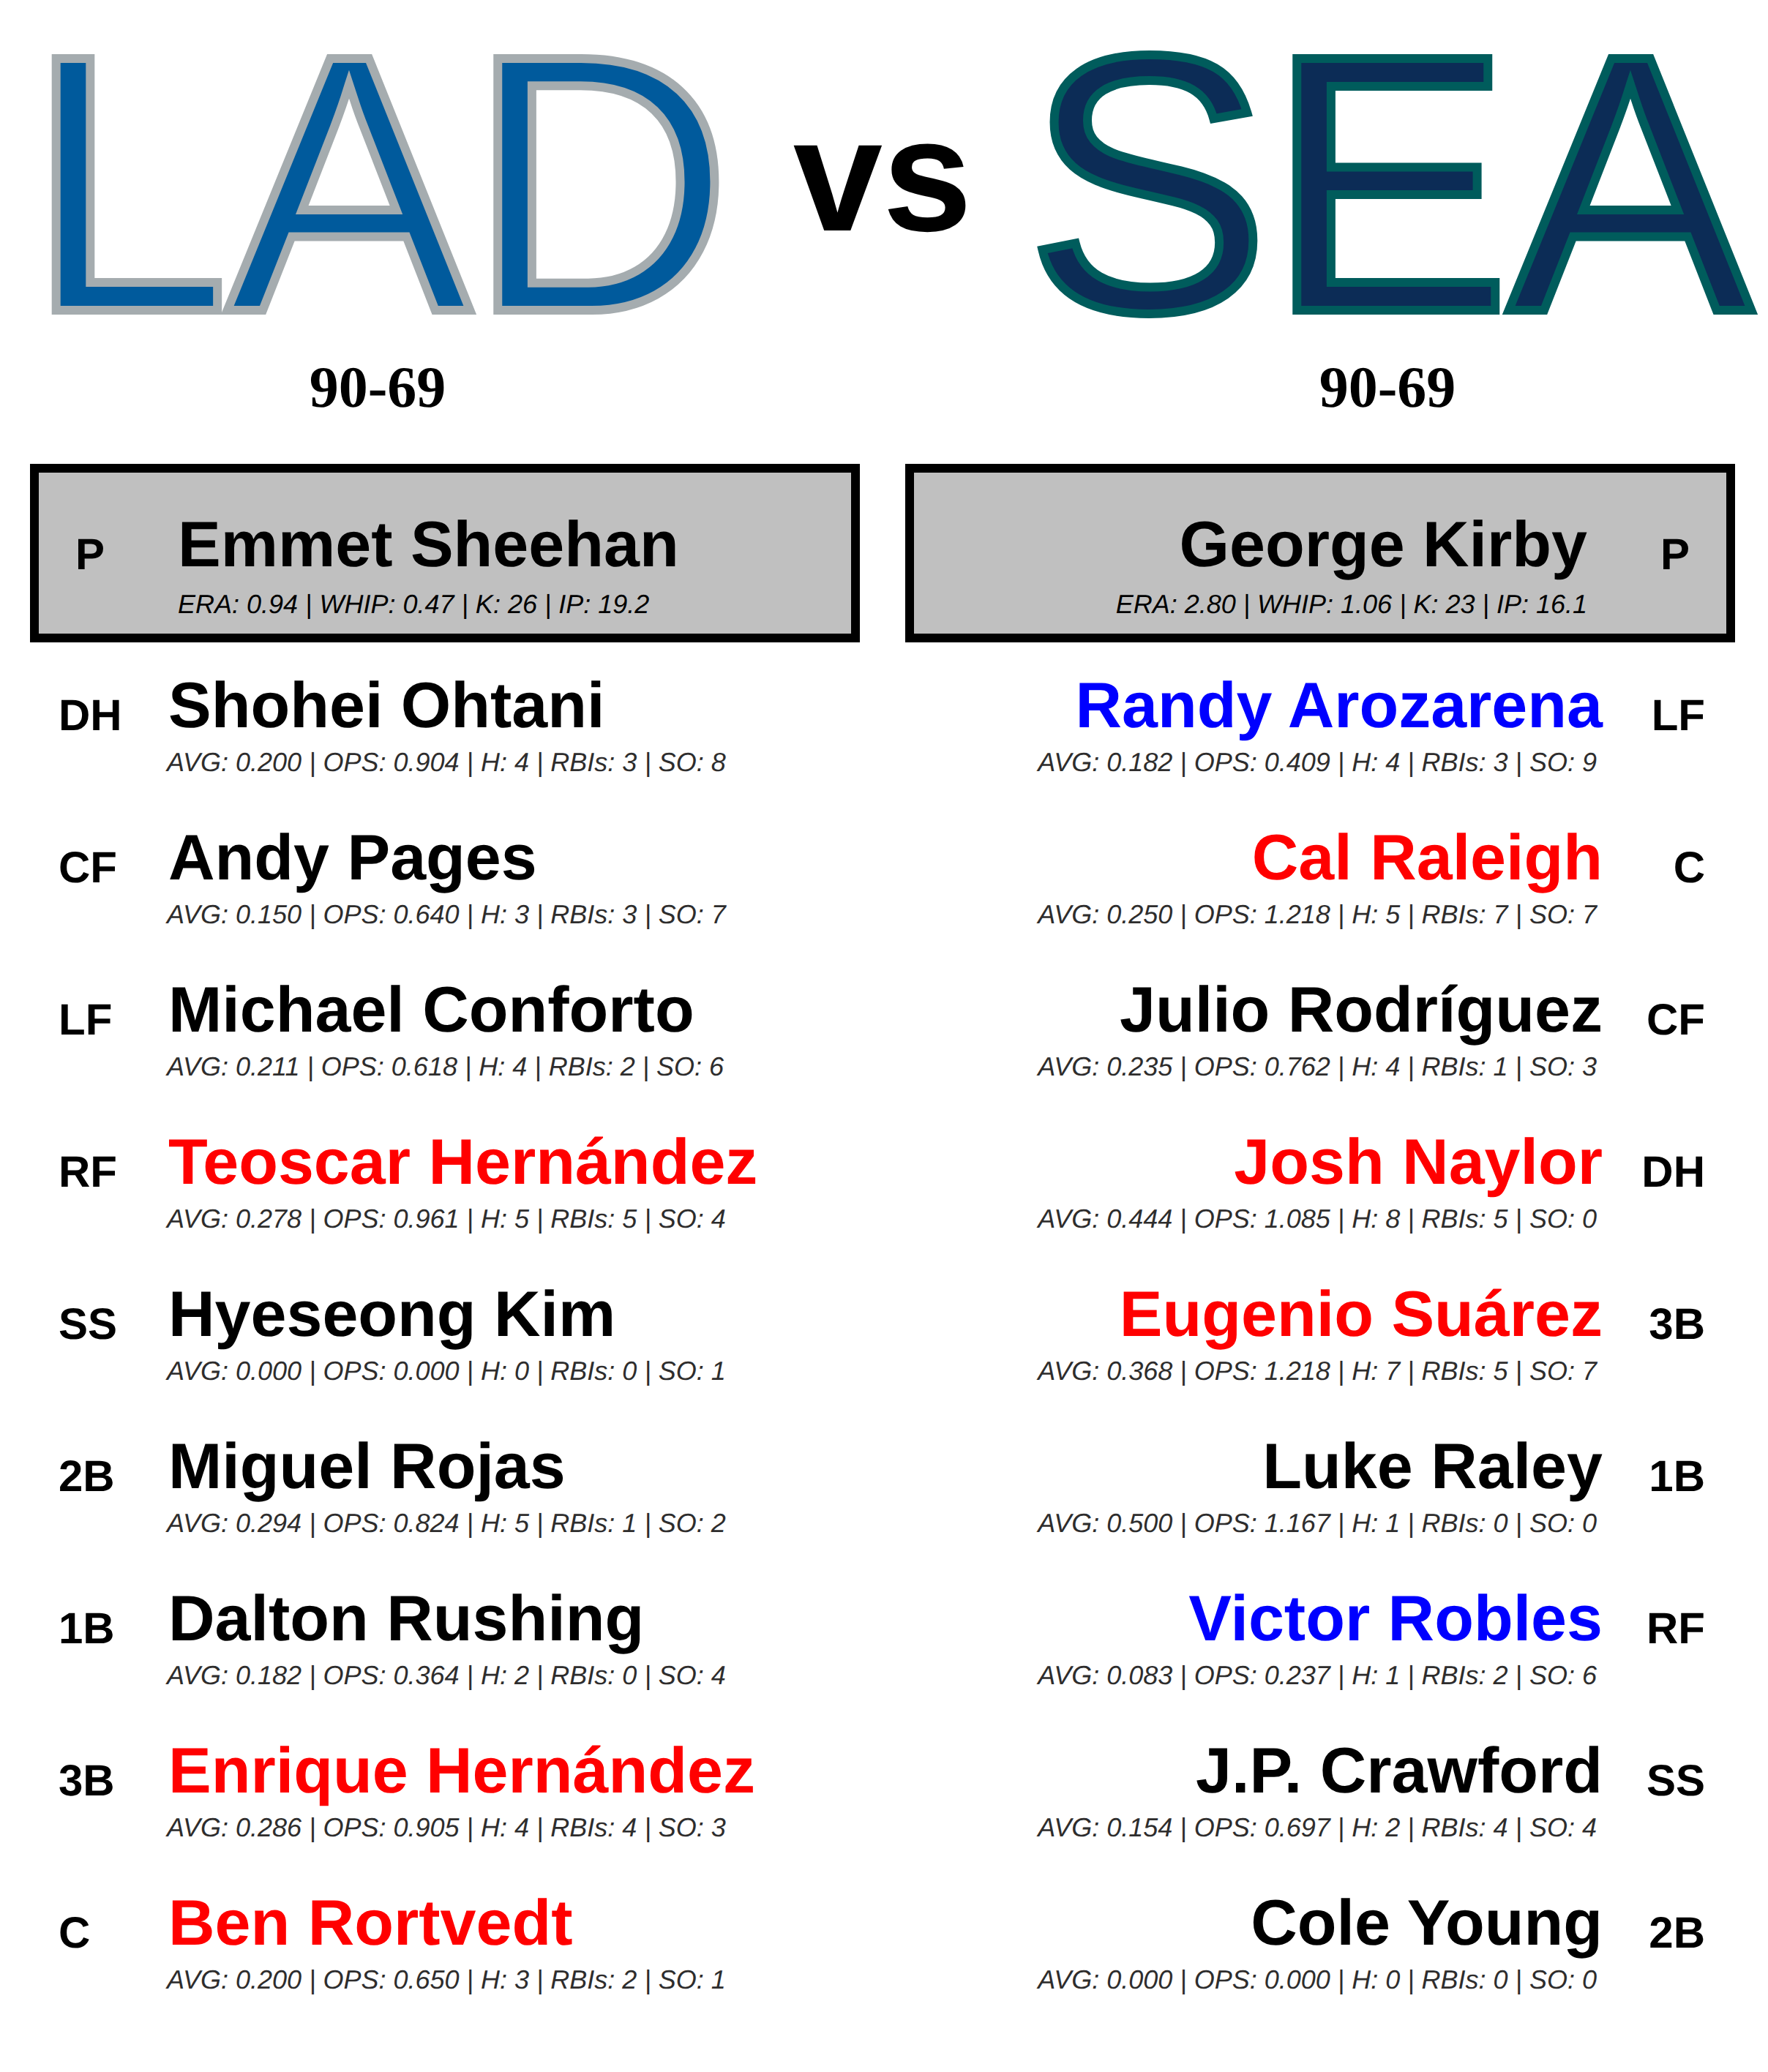 LAD vs SEA
90-69 90-69
P Emmet Sheehan
ERA: 0.94 | WHIP: 0.47 | K: 26 | IP: 19.2
George Kirby P
ERA: 2.80 | WHIP: 1.06 | K: 23 | IP: 16.1
DH Shohei Ohtani
AVG: 0.200 | OPS: 0.904 | H: 4 | RBIs: 3 | SO: 8
CF Andy Pages
AVG: 0.150 | OPS: 0.640 | H: 3 | RBIs: 3 | SO: 7
LF Michael Conforto
AVG: 0.211 | OPS: 0.618 | H: 4 | RBIs: 2 | SO: 6
RF Teoscar Hernández
AVG: 0.278 | OPS: 0.961 | H: 5 | RBIs: 5 | SO: 4
SS Hyeseong Kim
AVG: 0.000 | OPS: 0.000 | H: 0 | RBIs: 0 | SO: 1
2B Miguel Rojas
AVG: 0.294 | OPS: 0.824 | H: 5 | RBIs: 1 | SO: 2
1B Dalton Rushing
AVG: 0.182 | OPS: 0.364 | H: 2 | RBIs: 0 | SO: 4
3B Enrique Hernández
AVG: 0.286 | OPS: 0.905 | H: 4 | RBIs: 4 | SO: 3
C Ben Rortvedt
AVG: 0.200 | OPS: 0.650 | H: 3 | RBIs: 2 | SO: 1
Randy Arozarena LF
AVG: 0.182 | OPS: 0.409 | H: 4 | RBIs: 3 | SO: 9
Cal Raleigh C
AVG: 0.250 | OPS: 1.218 | H: 5 | RBIs: 7 | SO: 7
Julio Rodríguez CF
AVG: 0.235 | OPS: 0.762 | H: 4 | RBIs: 1 | SO: 3
Josh Naylor DH
AVG: 0.444 | OPS: 1.085 | H: 8 | RBIs: 5 | SO: 0
Eugenio Suárez 3B
AVG: 0.368 | OPS: 1.218 | H: 7 | RBIs: 5 | SO: 7
Luke Raley 1B
AVG: 0.500 | OPS: 1.167 | H: 1 | RBIs: 0 | SO: 0
Victor Robles RF
AVG: 0.083 | OPS: 0.237 | H: 1 | RBIs: 2 | SO: 6
J.P. Crawford SS
AVG: 0.154 | OPS: 0.697 | H: 2 | RBIs: 4 | SO: 4
Cole Young 2B
AVG: 0.000 | OPS: 0.000 | H: 0 | RBIs: 0 | SO: 0